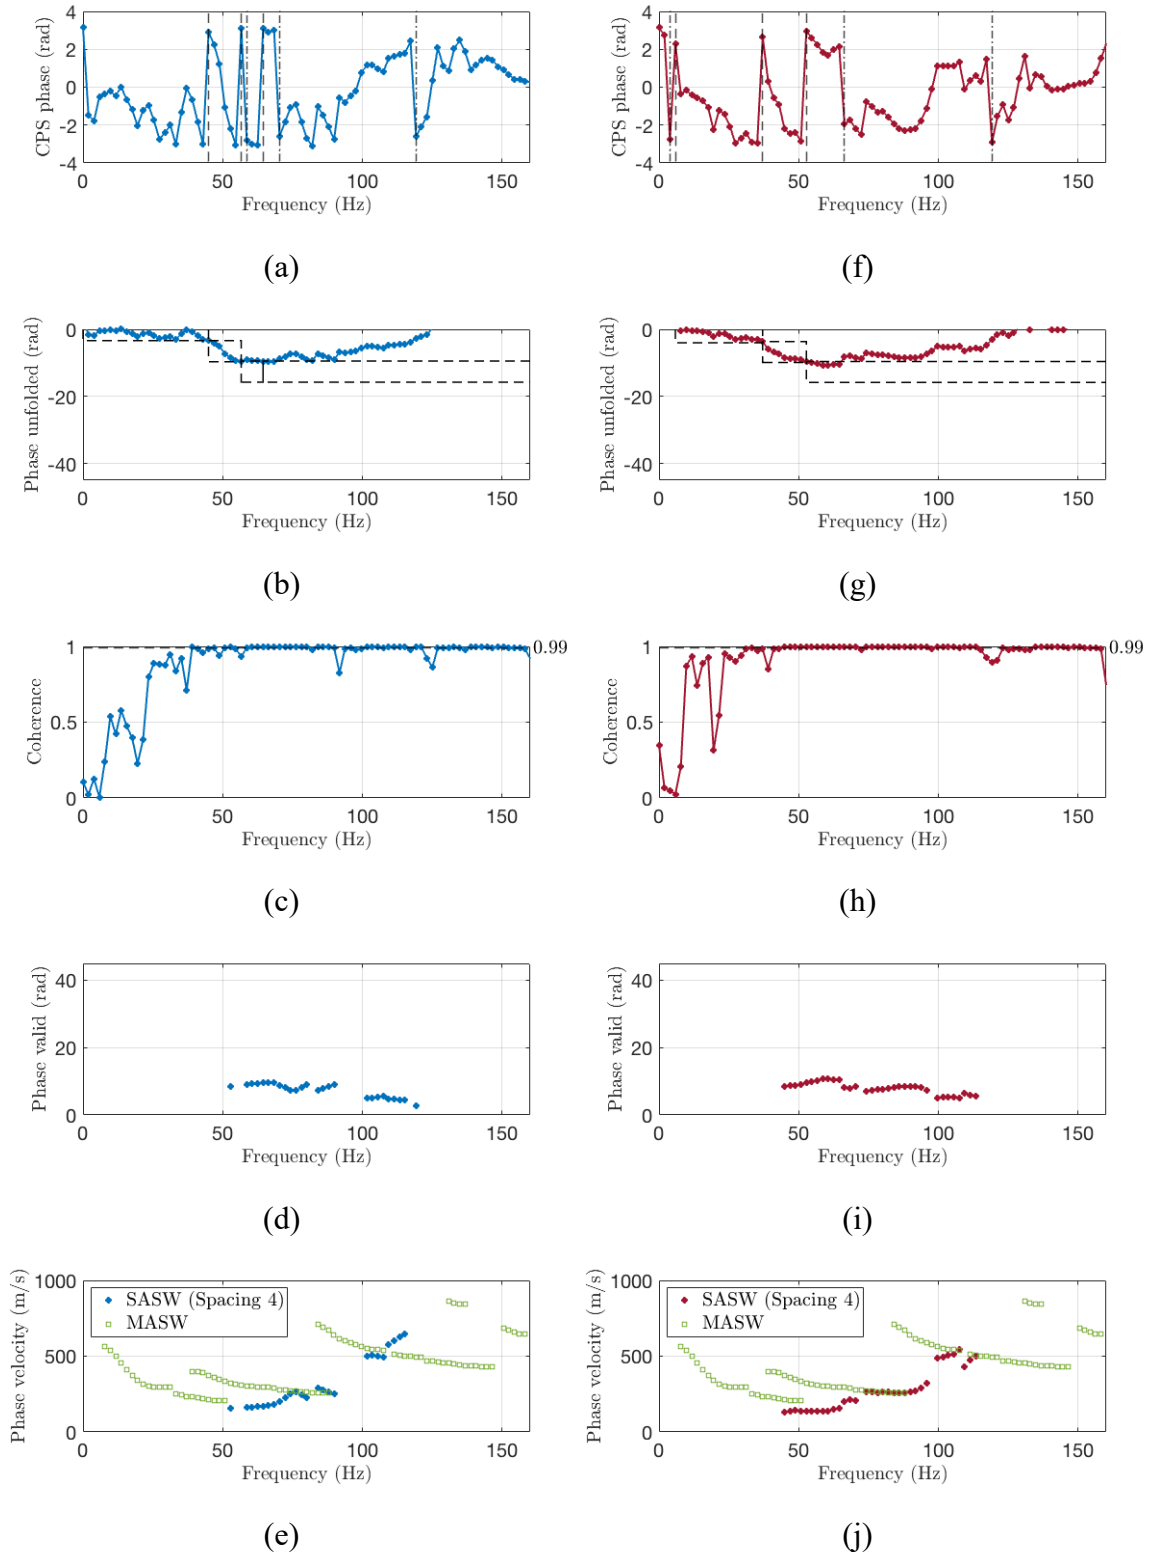 CPS phase (rad)
4
2
0
-2
-4
0
50
100
150
Frequency (Hz)
(a)
CPS phase (rad)
4
2
0
-2
-4
0
50
100
150
Frequency (Hz)
(f)
Phase unfolded (rad)
0
-20
-40
0
50
100
150
Frequency (Hz)
(b)
Phase unfolded (rad)
0
-20
-40
0
50
100
150
Frequency (Hz)
(g)
Coherence
1
0.5
0
0.99
0
50
100
150
Frequency (Hz)
(c)
Coherence
1
0.5
0
0.99
0
50
100
150
Frequency (Hz)
(h)
Phase valid (rad)
40
20
0
0
50
100
150
Frequency (Hz)
(d)
Phase valid (rad)
40
20
0
0
50
100
150
Frequency (Hz)
(i)
Phase velocity (m/s)
1000
500
0
SASW (Spacing 4)
MASW
0
50
100
150
Frequency (Hz)
(e)
Phase velocity (m/s)
1000
500
0
SASW (Spacing 4)
MASW
0
50
100
150
Frequency (Hz)
(j)